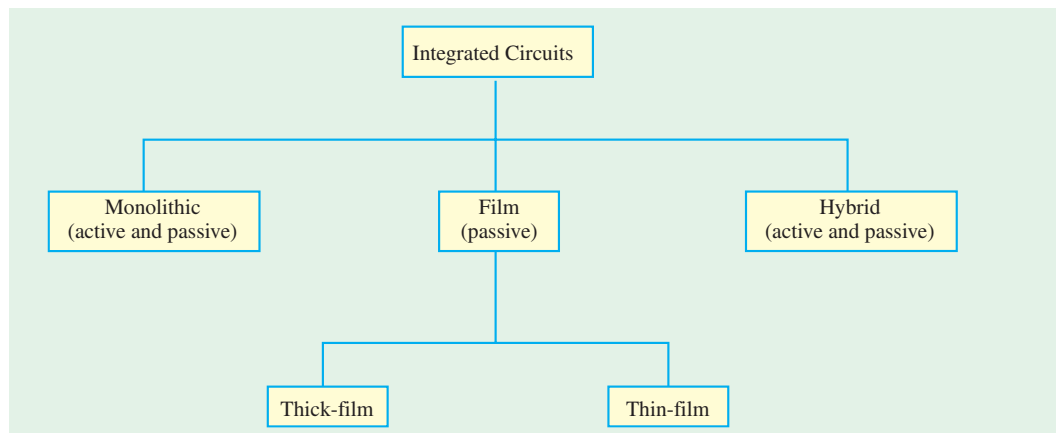 Integrated Circuits
Monolithic
(active and passive)
Film
(passive)
Hybrid
(active and passive)
Thick-film
Thin-film